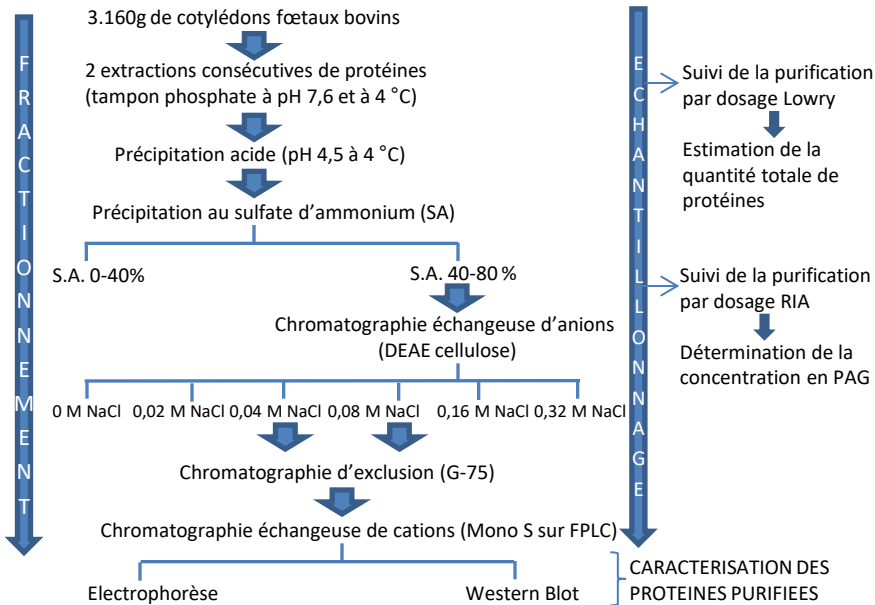 FRACTIONNEMENT
3.160g de cotylédons fœtaux bovins
2 extractions consécutives de protéines
(tampon phosphate à pH 7,6 et à 4 °C)
Précipitation acide (pH 4,5 à 4 °C)
Précipitation au sulfate d'ammonium (SA)
S.A. 0-40%
S.A. 40-80 %
Chromatographie échangeuse d'anions
(DEAE cellulose)
0 M NaCl 0,02 M NaCl 0,04 M NaCl 0,08 M NaCl 0,16 M NaCl 0,32 M NaCl
Chromatographie d'exclusion (G-75)
Chromatographie échangeuse de cations (Mono S sur FPLC)
Electrophorèse
Western Blot
ECHANTILLONNAGE
Suivi de la purification
par dosage Lowry
Estimation de la
quantité totale de
protéines
Suivi de la purification
par dosage RIA
Détermination de la
concentration en PAG
CARACTERISATION DES
PROTEINES PURIFIEES